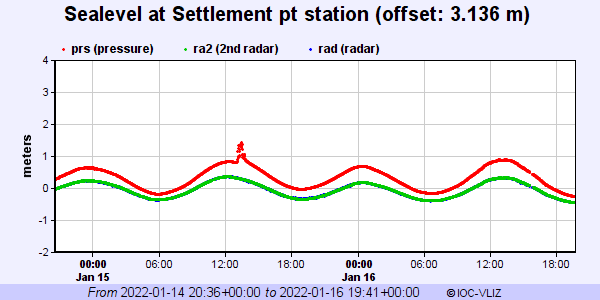 Sealevel at Settlement pt station (offset: 3.136 m)
prs (pressure) ra2 (2nd radar) rad (radar)
meters
4
3
2
1
0
-1
-2
00:00 06:00 12:00 18:00 00:00 06:00 12:00 18:00
Jan 15 Jan 16
From 2022-01-14 20:36+00:00 to 2022-01-16 19:41+00:00 © IOC-VLIZ